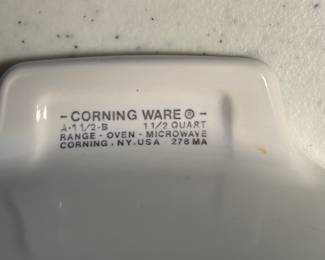 - CORNING WARE ® -
A-1 1/2-B 1 1/2 QUART
RANGE - OVEN - MICROWAVE
CORNING, NY. USA 278 MA